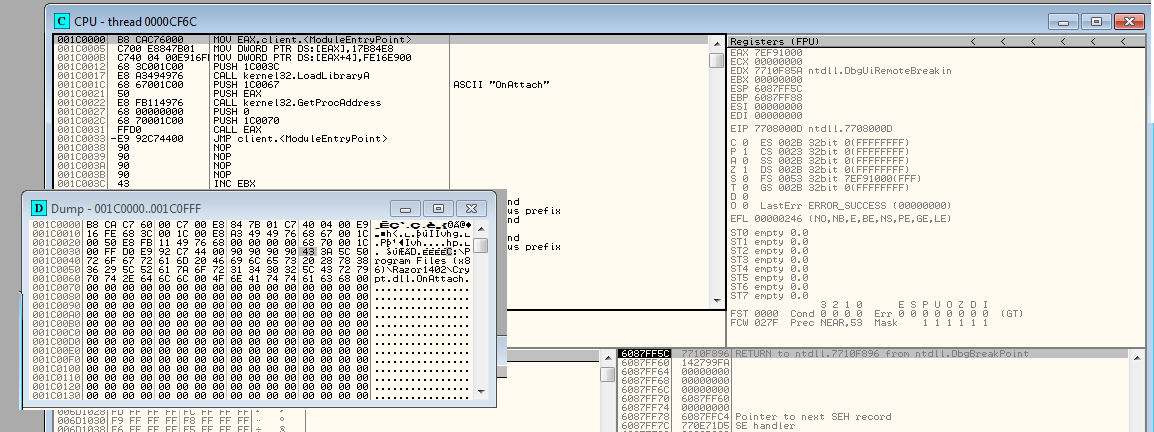 C CPU - thread 0000CF6C
001C0000 B8 CAC76000 MOV EAX,client.<ModuleEntryPoint>
001C0005 C700 E8847B01 MOV DWORD PTR DS:[EAX],17B84E8
001C000B C740 04 00E916F MOV DWORD PTR DS:[EAX+4],FE16E900
001C0012 68 3C001C00 PUSH 1C003C
001C0017 E8 A3494976 CALL kernel32.LoadLibraryA
001C001C 68 67001C00 PUSH 1C0067 ASCII "OnAttach"
001C0021 50 PUSH EAX
001C0022 E8 FB114976 CALL kernel32.GetProcAddress
001C0027 68 00000000 PUSH 0
001C002C 68 70001C00 PUSH 1C0070
001C0031 FFD0 CALL EAX
001C0033 -E9 92C74400 JMP client.<ModuleEntryPoint>
001C0038 90 NOP
001C0039 90 NOP
001C003A 90 NOP
001C003B 90 NOP
001C003C 43 INC EBX
nd
us prefix
nd
nd
us prefix
Registers (FPU) < < < < < <
EAX 7EF91000
ECX 00000000
EDX 7710F85A ntdll.DbgUiRemoteBreakin
EBX 00000000
ESP 6087FF5C
EBP 6087FF88
ESI 00000000
EDI 00000000
EIP 7708000D ntdll.7708000D
C 0 ES 002B 32bit 0(FFFFFFFF)
P 1 CS 0023 32bit 0(FFFFFFFF)
A 0 SS 002B 32bit 0(FFFFFFFF)
Z 1 DS 002B 32bit 0(FFFFFFFF)
S 0 FS 0053 32bit 7EF91000(FFF)
T 0 GS 002B 32bit 0(FFFFFFFF)
D 0
O 0 LastErr ERROR_SUCCESS (00000000)
EFL 00000246 (NO,NB,E,BE,NS,PE,GE,LE)
ST0 empty 0.0
ST1 empty 0.0
ST2 empty 0.0
ST3 empty 0.0
ST4 empty 0.0
ST5 empty 0.0
ST6 empty 0.0
ST7 empty 0.0
3 2 1 0 E S P U O Z D I
FST 0000 Cond 0 0 0 0 Err 0 0 0 0 0 0 0 0 (GT)
FCW 027F Prec NEAR,53 Mask 1 1 1 1 1 1
D Dump - 001C0000..001C0FFF
001C0000 B8 CA C7 60 00 C7 00 E8 84 7B 01 C7 40 04 00 E9
001C0010 16 FE 68 3C 00 1C 00 E8 A3 49 49 76 68 67 00 1C
001C0020 00 50 E8 FB 11 49 76 68 00 00 00 00 68 70 00 1C
001C0030 00 FF D0 E9 92 C7 44 00 90 90 90 90 43 3A 5C 50
001C0040 72 6F 67 72 61 6D 20 46 69 6C 65 73 20 28 78 38 rogram Files (x8
001C0050 36 29 5C 52 61 7A 6F 72 31 34 30 32 5C 43 72 79 6)\Razor1402\Cry
001C0060 70 74 2E 64 6C 6C 00 4F 6E 41 74 74 61 63 68 00 pt.dll.OnAttach.
001C0070 00 00 00 00 00 00 00 00 00 00 00 00 00 00 00 00 ................
001C0080 00 00 00 00 00 00 00 00 00 00 00 00 00 00 00 00 ................
001C0090 00 00 00 00 00 00 00 00 00 00 00 00 00 00 00 00 ................
001C00A0 00 00 00 00 00 00 00 00 00 00 00 00 00 00 00 00 ................
001C00B0 00 00 00 00 00 00 00 00 00 00 00 00 00 00 00 00 ................
001C00C0 00 00 00 00 00 00 00 00 00 00 00 00 00 00 00 00 ................
001C00D0 00 00 00 00 00 00 00 00 00 00 00 00 00 00 00 00 ................
001C00E0 00 00 00 00 00 00 00 00 00 00 00 00 00 00 00 00 ................
001C00F0 00 00 00 00 00 00 00 00 00 00 00 00 00 00 00 00 ................
001C0100 00 00 00 00 00 00 00 00 00 00 00 00 00 00 00 00 ................
001C0110 00 00 00 00 00 00 00 00 00 00 00 00 00 00 00 00 ................
001C0120 00 00 00 00 00 00 00 00 00 00 00 00 00 00 00 00 ................
001C0130 00 00 00 00 00 00 00 00 00 00 00 00 00 00 00 00 ................
006D1028 FD FF FF FF FC FF FF FF
006D1030 F9 FF FF FF F8 FF FF FF
006D1038 F6 FF FF FF F5 FF FF FF
6087FF5C 7710F896 RETURN to ntdll.7710F896 from ntdll.DbgBreakPoint
6087FF60 142799FA
6087FF64 00000000
6087FF68 00000000
6087FF6C 00000000
6087FF70 6087FF60
6087FF74 00000000
6087FF78 6087FFC4 Pointer to next SEH record
6087FF7C 770E71D5 SE handler